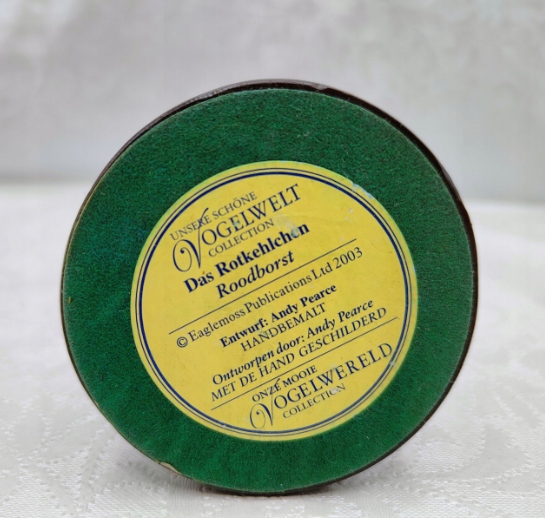 UNSERE SCHÖNE
VOGELWELT
COLLECTION
Das Rotkehlchen
Roodborst
© Eaglemoss Publications Ltd 2003
Entwurf: Andy Pearce
HANDBEMALT
Ontworpen door: Andy Pearce
MET DE HAND GESCHILDERD
ONZE MOOIE
VOGELWERELD
COLLECTION